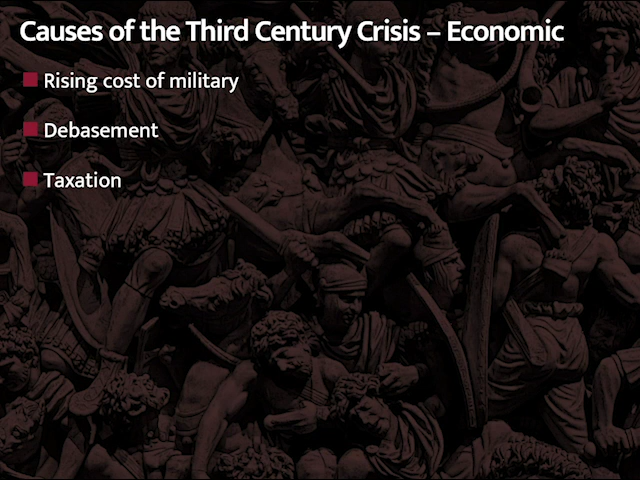 Causes of the Third Century Crisis – Economic
Rising cost of military
Debasement
Taxation